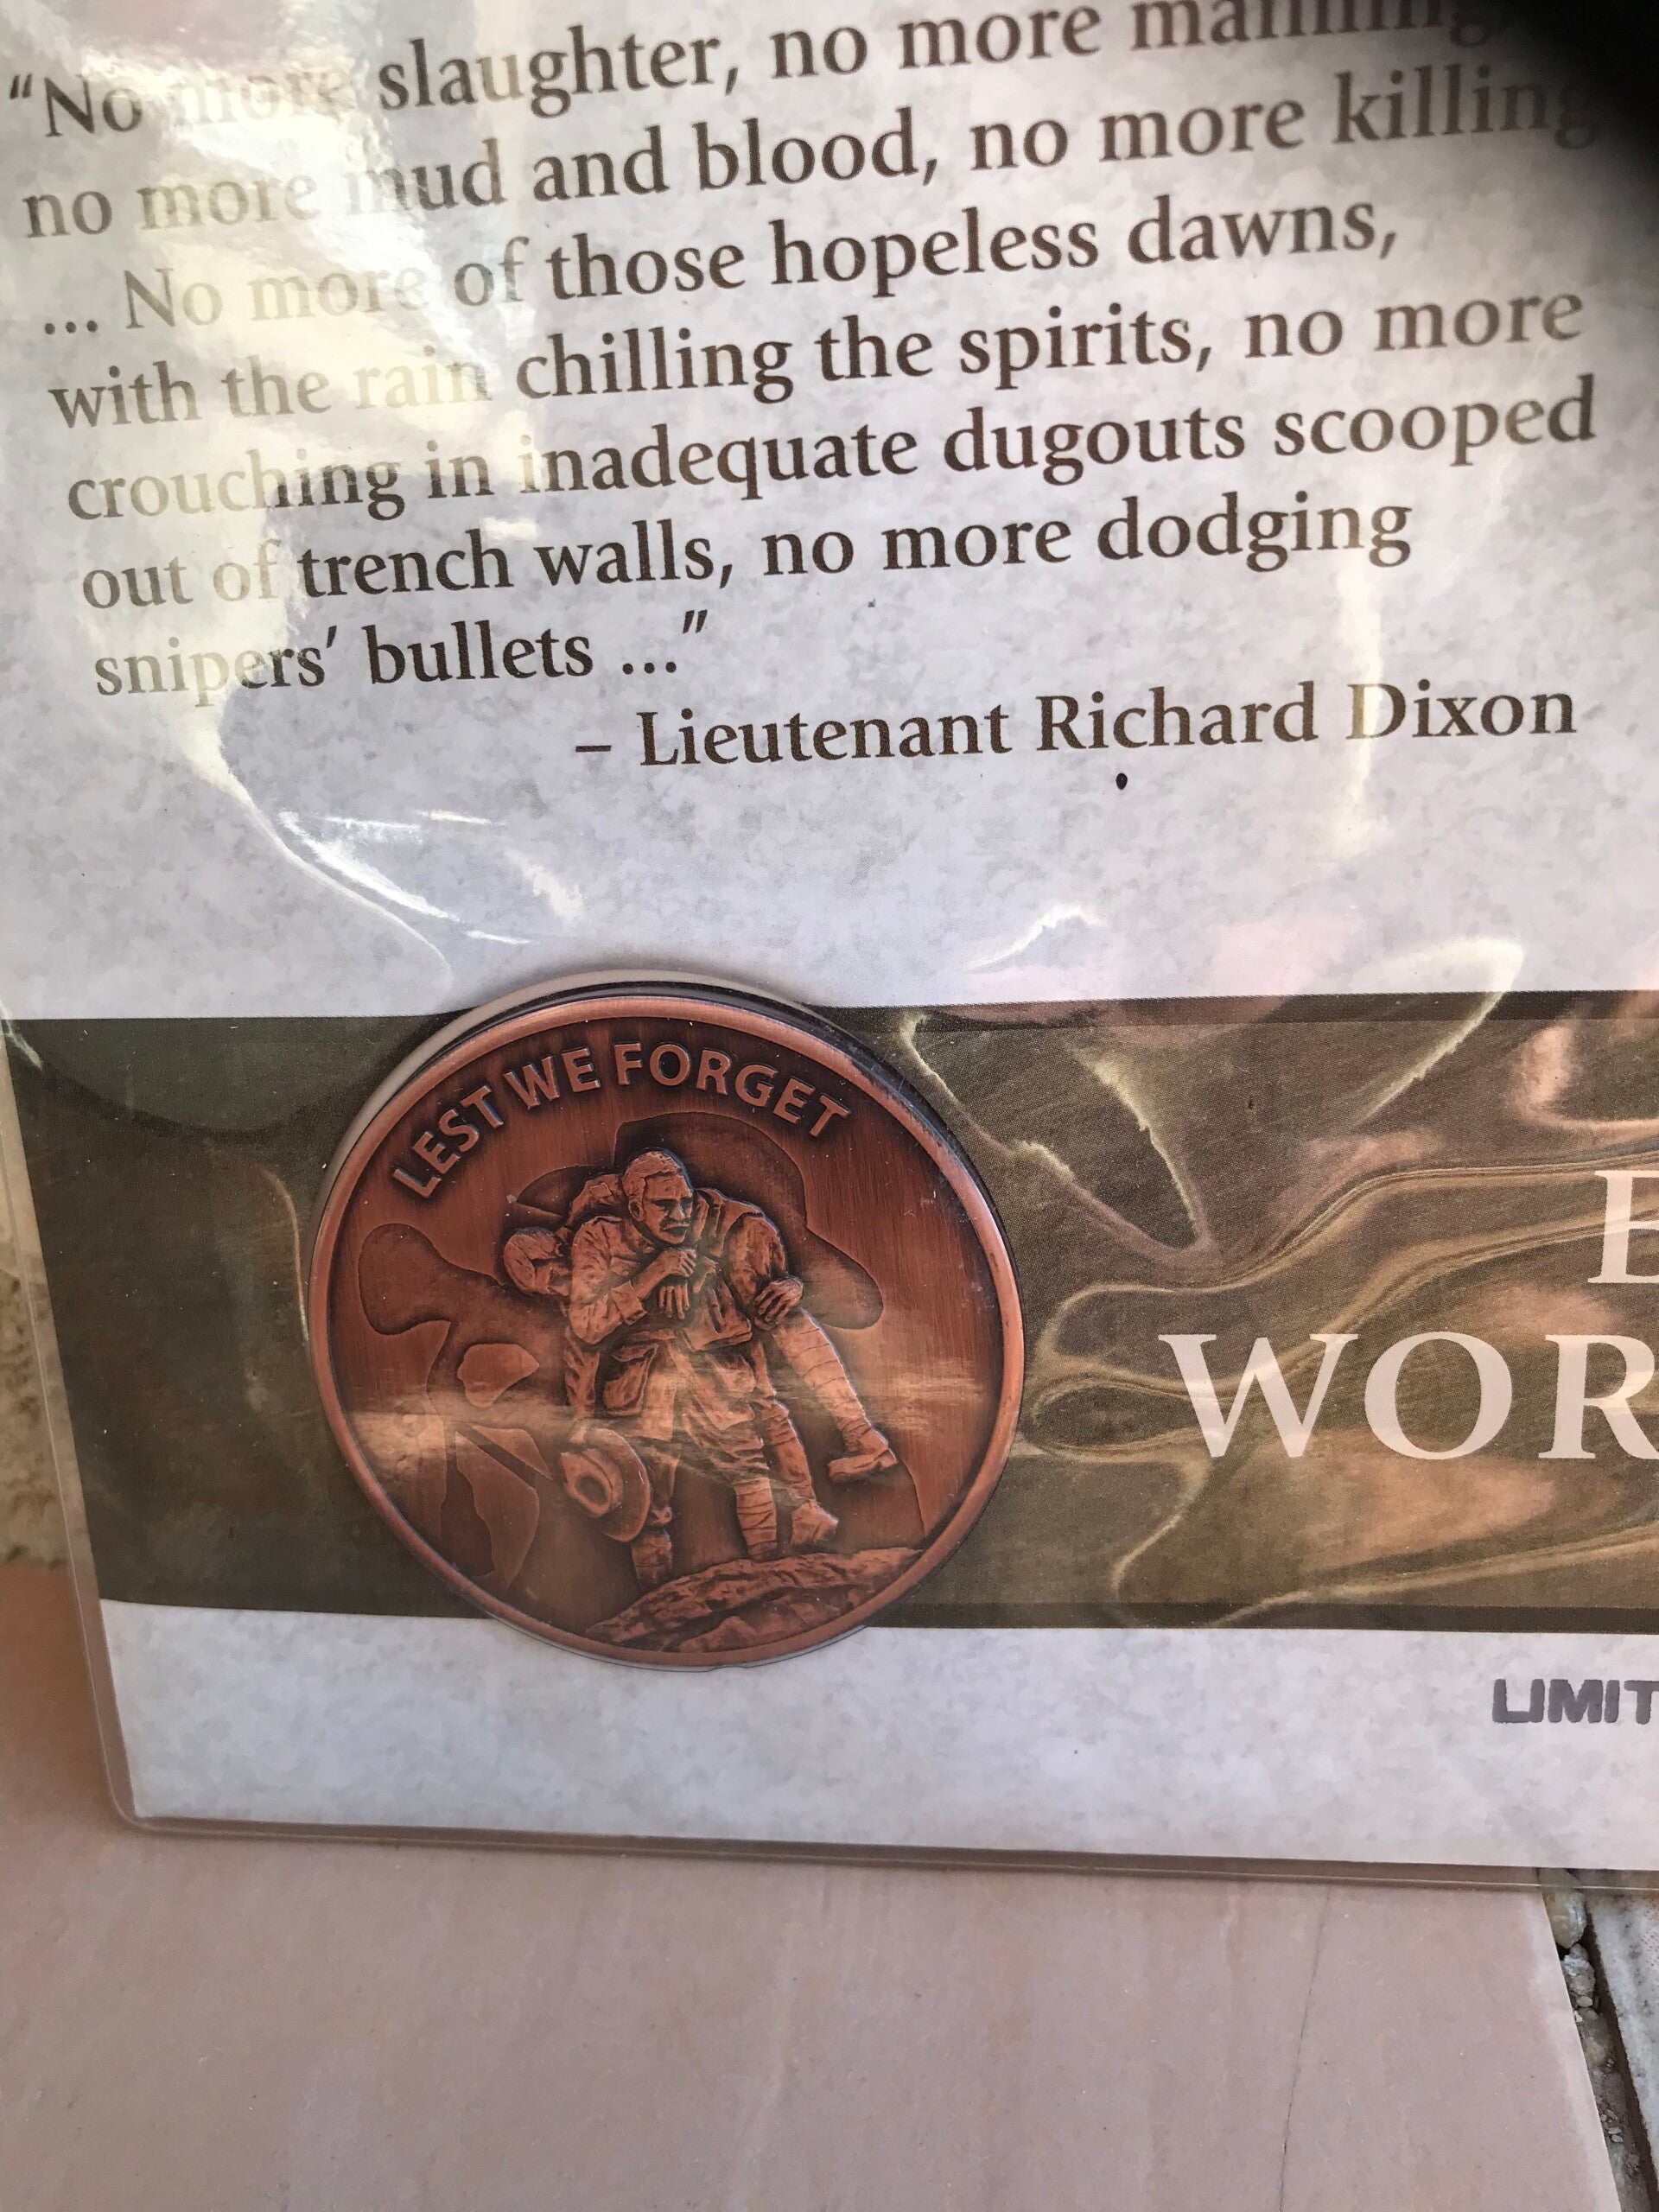 "No more slaughter, no more
no more mud and blood, no more killing
... No more of those hopeless dawns,
with the rain chilling the spirits, no more
crouching in inadequate dugouts scooped
out of trench walls, no more dodging
snipers' bullets ..."
– Lieutenant Richard Dixon
LEST WE FORGET
E
WOR
LIMIT